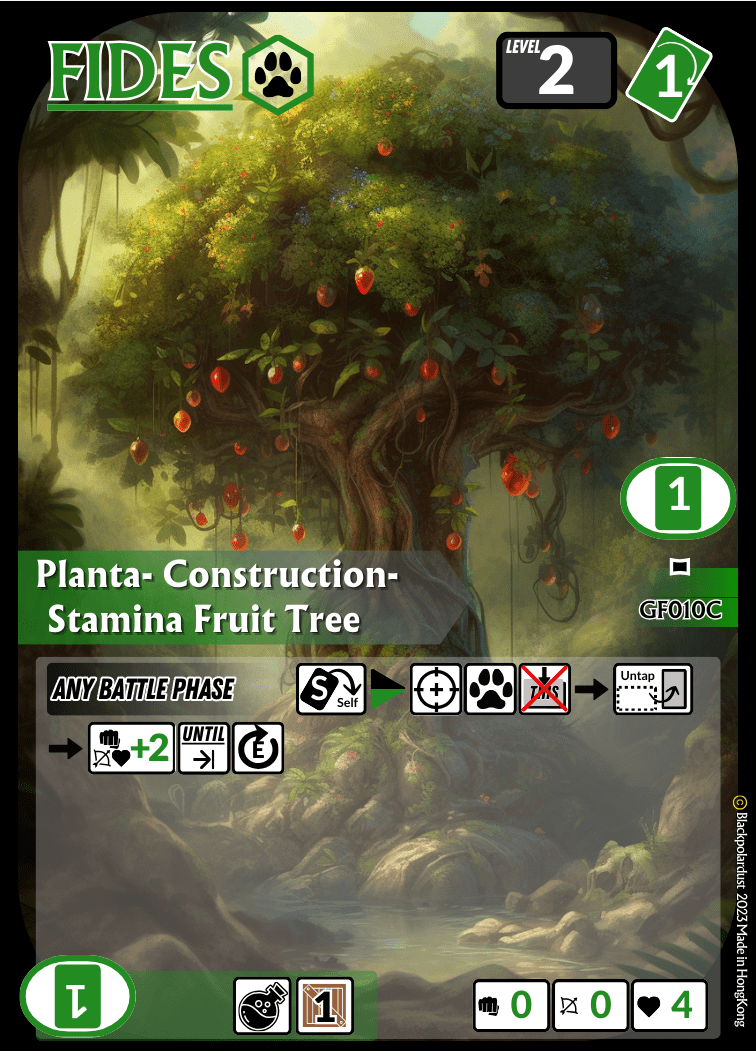 FIDES
LEVEL 2
1
1
Planta- Construction-
Stamina Fruit Tree
GF010C
ANY BATTLE PHASE
S Self
THIS
Untap
+2
UNTIL
E
1
1
0
0
4
© Blackpolardust 2023 Made in HongKong